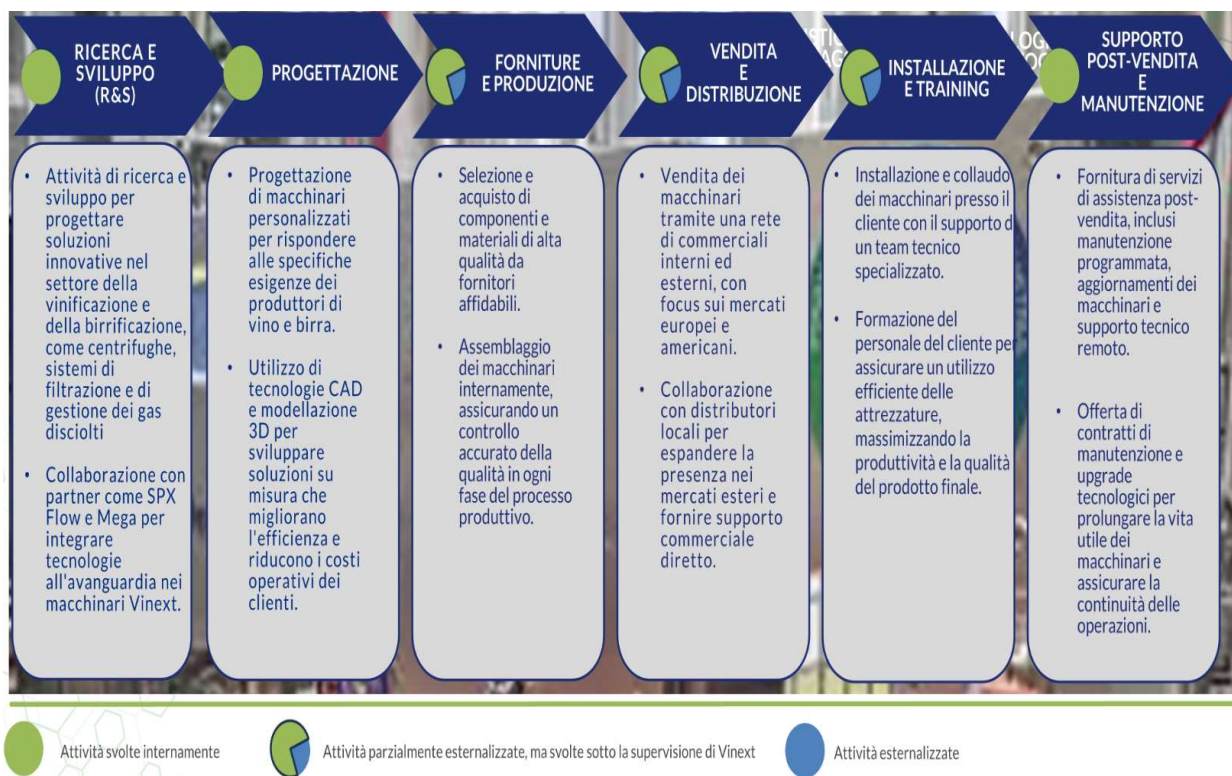 RICERCA E
SVILUPPO
(R&S)
PROGETTAZIONE
FORNITURE
E PRODUZIONE
VENDITA
E
DISTRIBUZIONE
INSTALLAZIONE
E TRAINING
SUPPORTO
POST-VENDITA
E
MANUTENZIONE
• Attività di ricerca e
sviluppo per
progettare
soluzioni
innovative nel
settore della
vinificazione e
della birrificazione,
come centrifughe,
sistemi di
filtrazione e di
gestione dei gas
disciolti
• Collaborazione con
partner come SPX
Flow e Mega per
integrare
tecnologie
all'avanguardia nei
macchinari Vinext.
• Progettazione
di macchinari
personalizzati
per rispondere
alle specifiche
esigenze dei
produttori di
vino e birra.
• Utilizzo di
tecnologie CAD
e modellazione
3D per
sviluppare
soluzioni su
misura che
migliorano
l'efficienza e
riducono i costi
operativi dei
clienti.
• Selezione e
acquisto di
componenti e
materiali di alta
qualità da
fornitori
affidabili.
• Assemblaggio
dei macchinari
internamente,
assicurando un
controllo
accurato della
qualità in ogni
fase del processo
produttivo.
• Vendita dei
macchinari
tramite una rete
di commerciali
interni ed
esterni, con
focus sui mercati
europei e
americani.
• Collaborazione
con distributori
locali per
espandere la
presenza nei
mercati esteri e
fornire supporto
commerciale
diretto.
• Installazione e collaudo
dei macchinari presso il
cliente con il supporto d
un team tecnico
specializzato.
• Formazione del
personale del cliente per
assicurare un utilizzo
efficiente delle
attrezzature,
massimizzando la
produttività e la qualità
del prodotto finale.
• Fornitura di servizi
di assistenza post-
vendita, inclusi
manutenzione
programmata,
aggiornamenti dei
macchinari e
supporto tecnico
remoto.
• Offerta di
contratti di
manutenzione e
upgrade
tecnologici per
prolungare la vita
utile dei
macchinari e
assicurare la
continuità delle
operazioni.
Attività svolte internamente
Attività parzialmente esternalizzate, ma svolte sotto la supervisione di Vinext
Attività esternalizzate